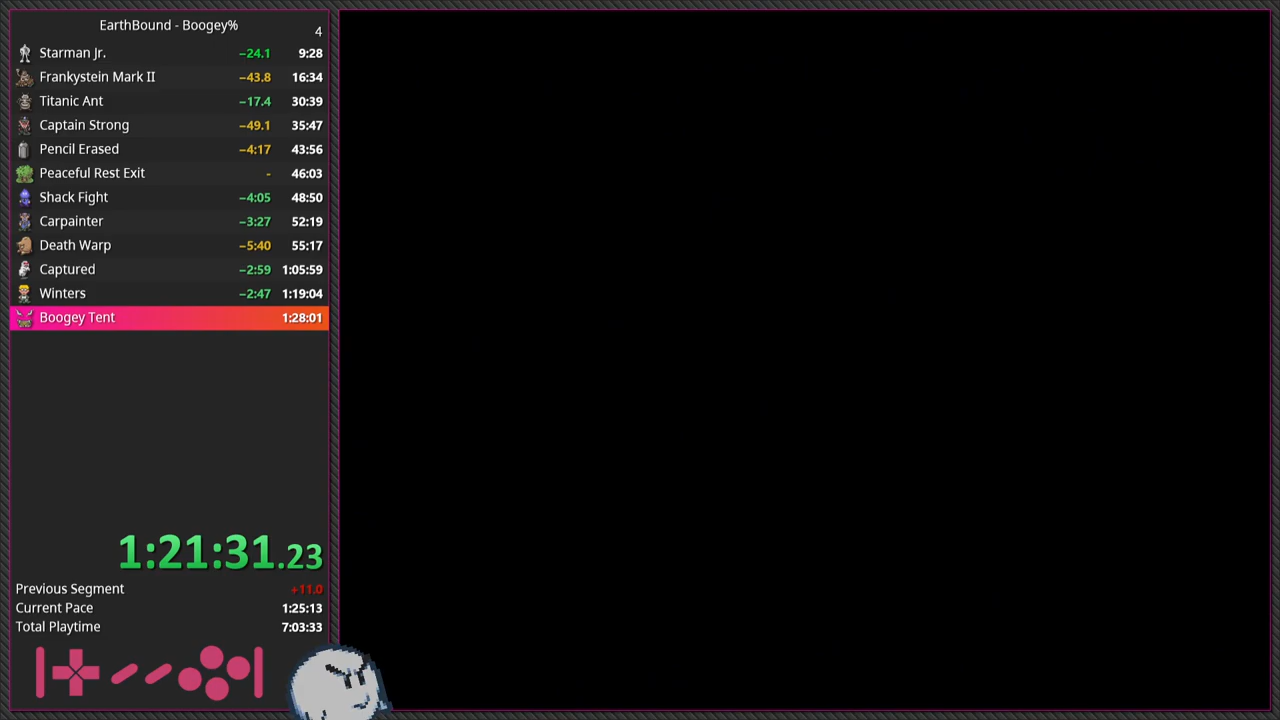 EarthBound - Boogey%
4
Starman Jr. −24.1 9:28
Frankystein Mark II −43.8 16:34
Titanic Ant −17.4 30:39
Captain Strong −49.1 35:47
Pencil Erased −4:17 43:56
Peaceful Rest Exit - 46:03
Shack Fight −4:05 48:50
Carpainter −3:27 52:19
Death Warp −5:40 55:17
Captured −2:59 1:05:59
Winters −2:47 1:19:04
Boogey Tent 1:28:01
1:21:31.23
Previous Segment +11.0
Current Pace 1:25:13
Total Playtime 7:03:33